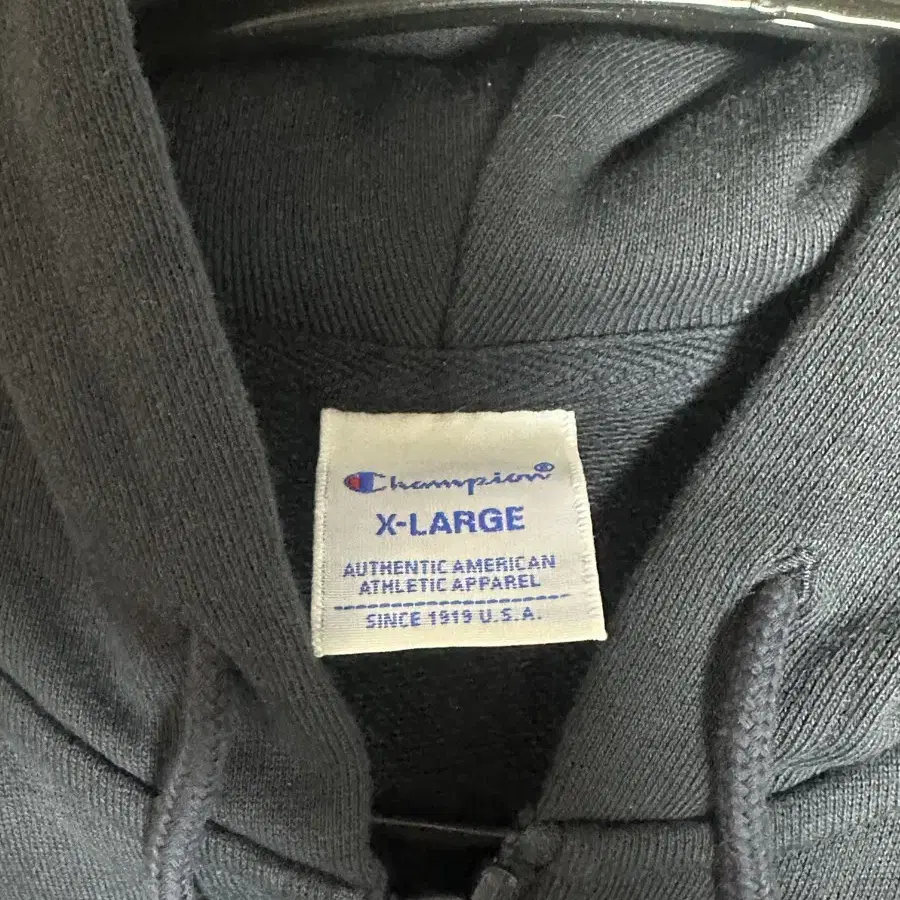 Champion®
X-LARGE
AUTHENTIC AMERICAN
ATHLETIC APPAREL
SINCE 1919 U.S.A.